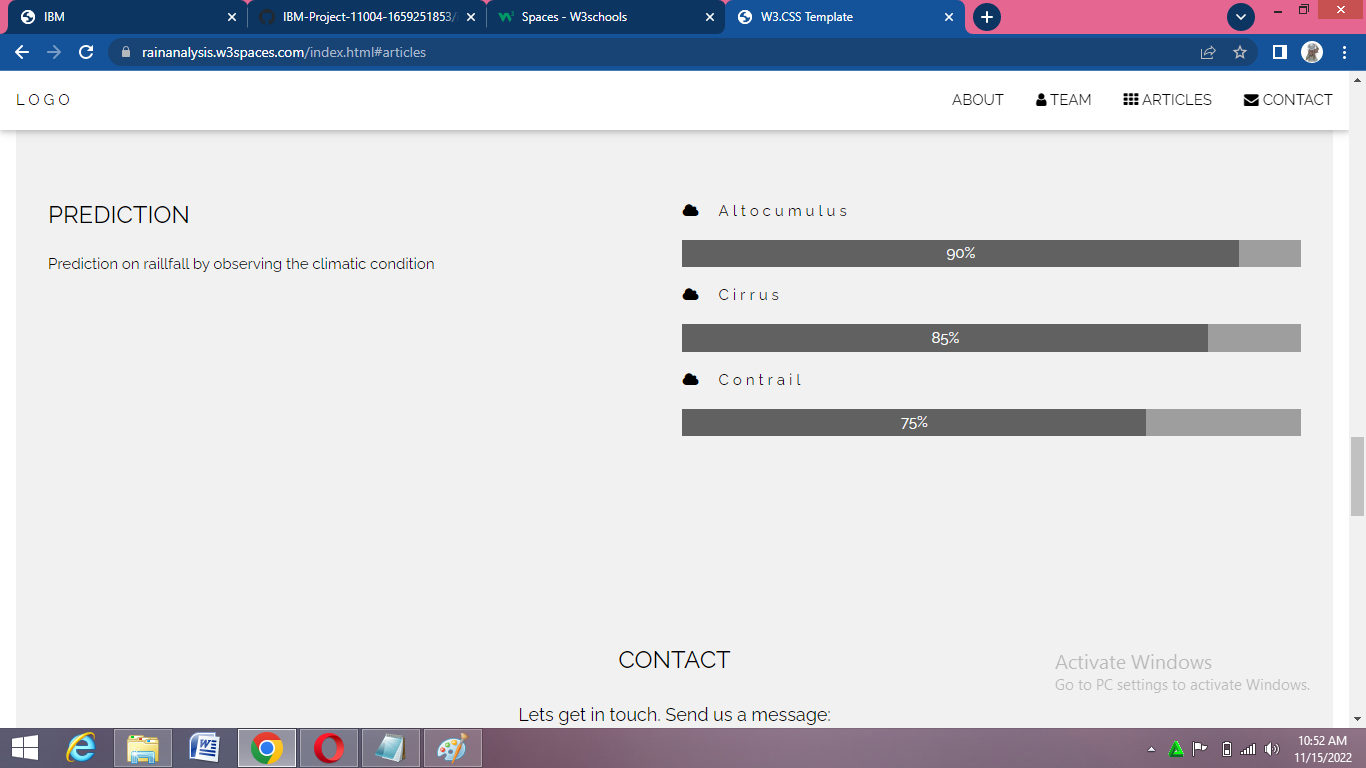 IBM
IBM-Project-11004-1659251853/
Spaces - W3schools
W3.CSS Template
rainanalysis.w3spaces.com/index.html#articles
LOGO
ABOUT
TEAM
ARTICLES
CONTACT
PREDICTION
Prediction on raillfall by observing the climatic condition
Altocumulus
90%
Cirrus
85%
Contrail
75%
CONTACT
Lets get in touch. Send us a message:
Activate Windows
Go to PC settings to activate Windows.
10:52 AM
11/15/2022